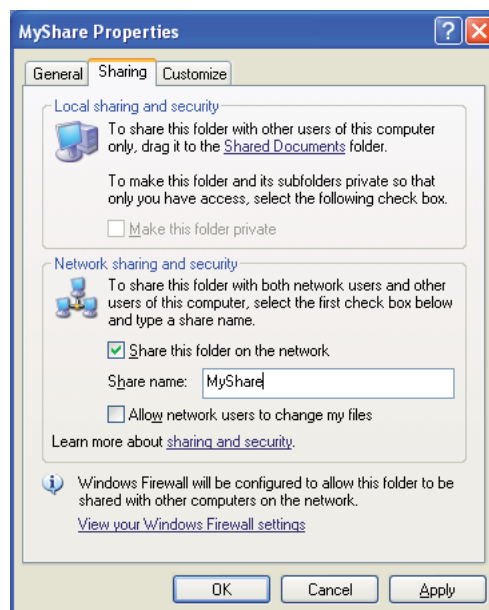 MyShare Properties
General Sharing Customize
Local sharing and security
To share this folder with other users of this computer
only, drag it to the Shared Documents folder.
To make this folder and its subfolders private so that
only you have access, select the following check box.
Make this folder private
Network sharing and security
To share this folder with both network users and other
users of this computer, select the first check box below
and type a share name.
Share this folder on the network
Share name: MyShare
Allow network users to change my files
Learn more about sharing and security.
Windows Firewall will be configured to allow this folder to be
shared with other computers on the network.
View your Windows Firewall settings
OK Cancel Apply